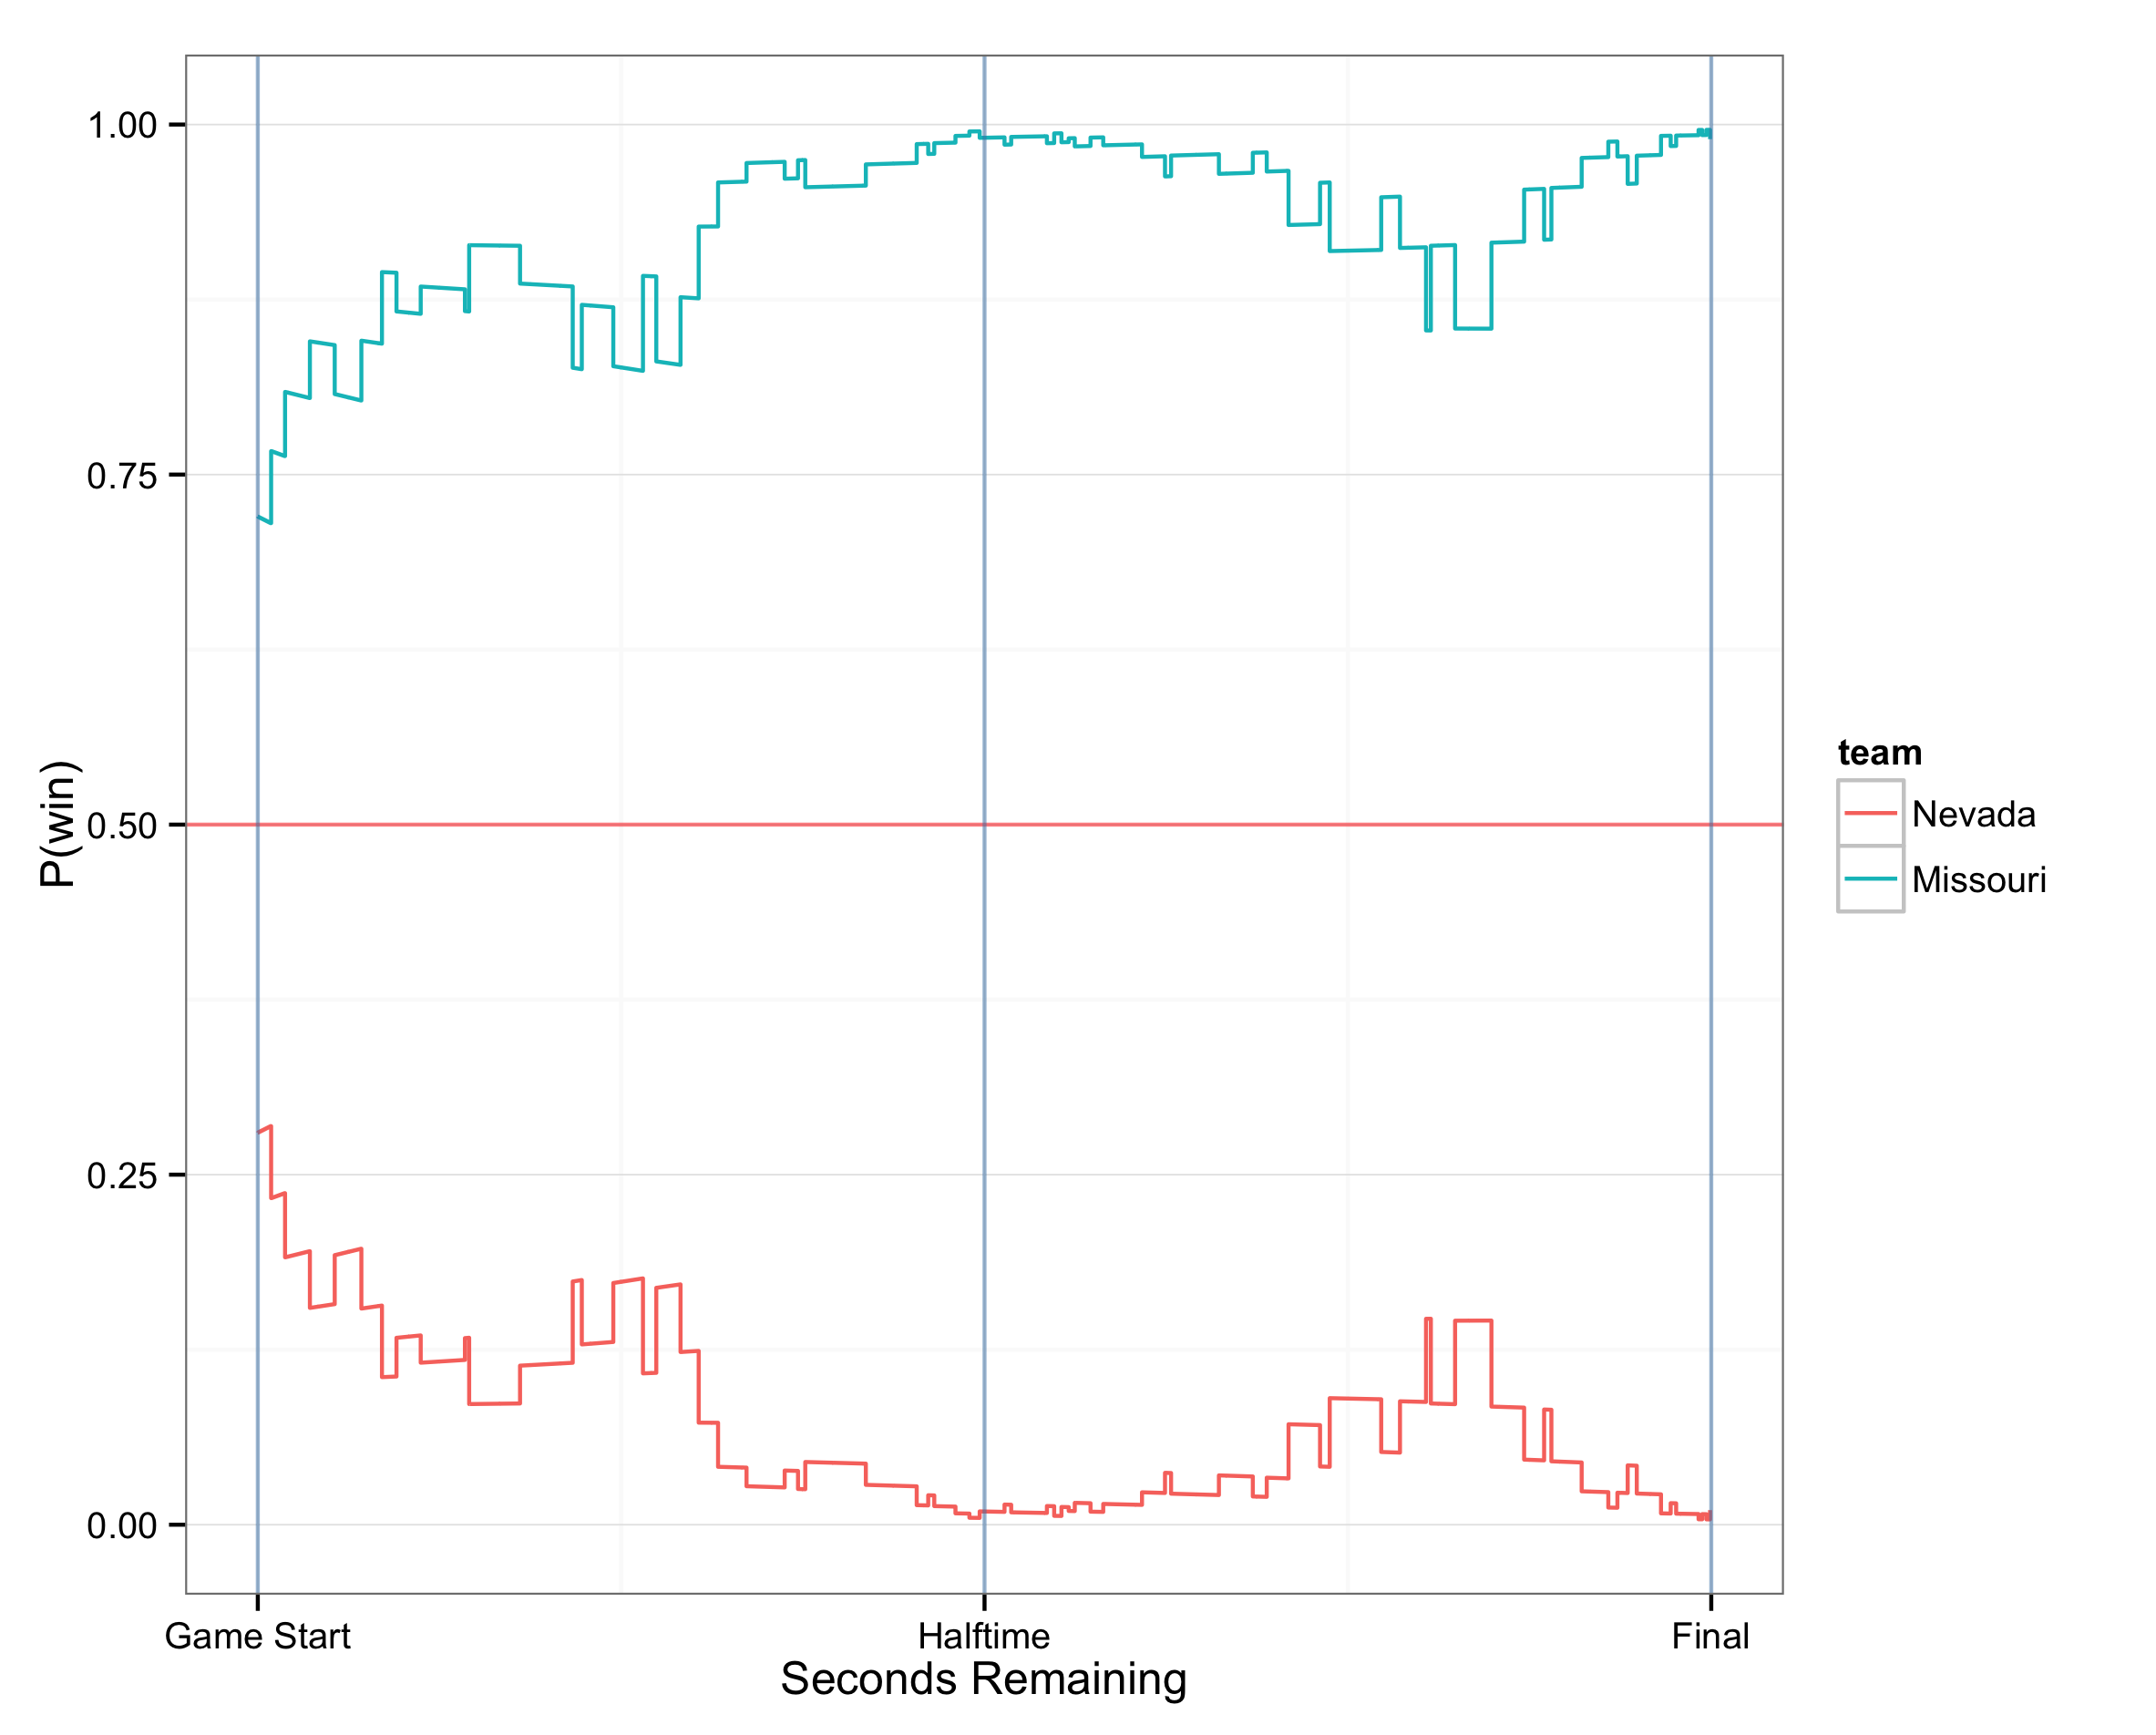 P(win)
1.00
0.75
0.50
0.25
0.00
Game Start
Halftime
Final
Seconds Remaining
team
Nevada
Missouri